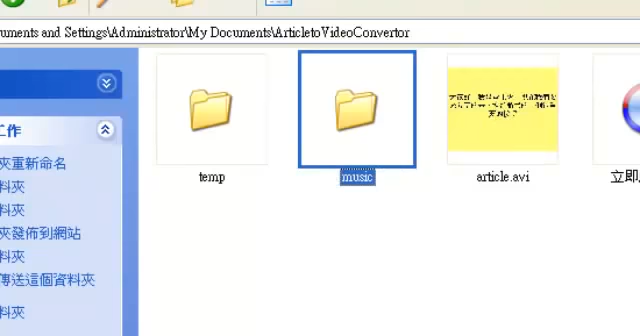 uments and Settings\Administrator\My Documents\ArticletoVideoConvertor
工作
夾重新命名
料夾
料夾
夾發佈到網站
料夾
傳送這個資料夾
料夾
temp
music
article.avi
立即